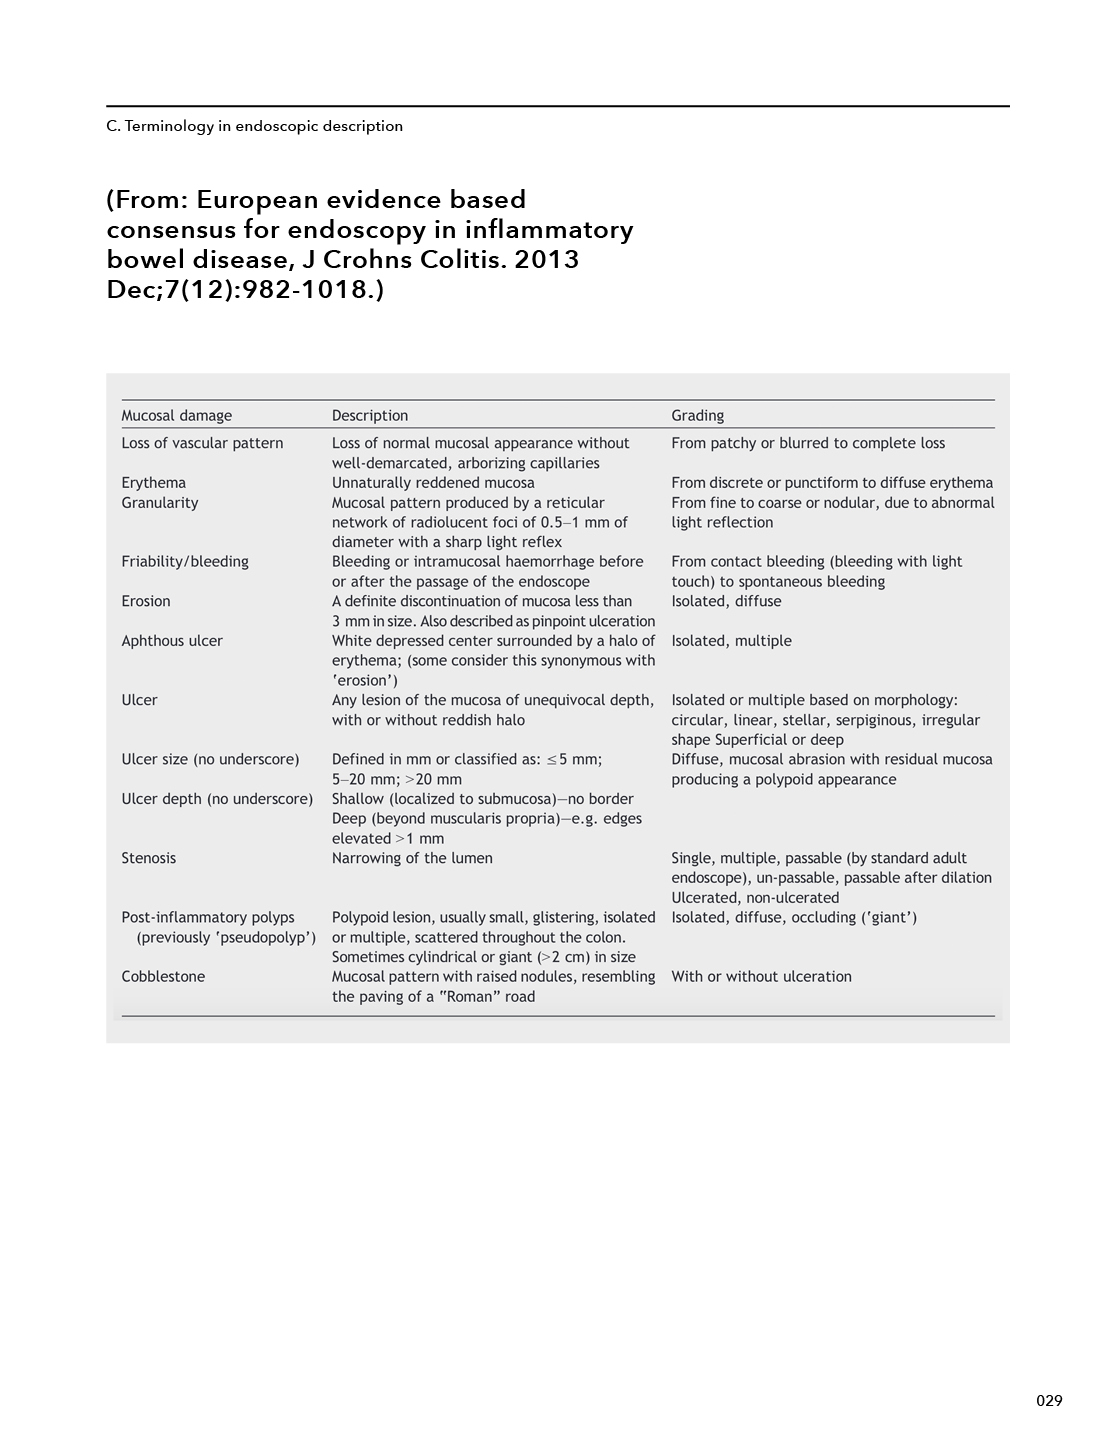 C. Terminology in endoscopic description
(From: European evidence based
consensus for endoscopy in inflammatory
bowel disease, J Crohns Colitis. 2013
Dec;7(12):982-1018.)
Mucosal damage Description Grading
Loss of vascular pattern Loss of normal mucosal appearance without From patchy or blurred to complete loss
well-demarcated, arborizing capillaries
Erythema Unnaturally reddened mucosa From discrete or punctiform to diffuse erythema
Granularity Mucosal pattern produced by a reticular From fine to coarse or nodular, due to abnormal
network of radiolucent foci of 0.5–1 mm of light reflection
diameter with a sharp light reflex
Friability/bleeding Bleeding or intramucosal haemorrhage before From contact bleeding (bleeding with light
or after the passage of the endoscope touch) to spontaneous bleeding
Erosion A definite discontinuation of mucosa less than Isolated, diffuse
3 mm in size. Also described as pinpoint ulceration
Aphthous ulcer White depressed center surrounded by a halo of Isolated, multiple
erythema; (some consider this synonymous with
‘erosion’)
Ulcer Any lesion of the mucosa of unequivocal depth, Isolated or multiple based on morphology:
with or without reddish halo circular, linear, stellar, serpiginous, irregular
shape Superficial or deep
Ulcer size (no underscore) Defined in mm or classified as: ≤5 mm; Diffuse, mucosal abrasion with residual mucosa
5–20 mm; >20 mm producing a polypoid appearance
Ulcer depth (no underscore) Shallow (localized to submucosa)—no border
Deep (beyond muscularis propria)—e.g. edges
elevated >1 mm
Stenosis Narrowing of the lumen Single, multiple, passable (by standard adult
endoscope), un-passable, passable after dilation
Ulcerated, non-ulcerated
Post-inflammatory polyps Polypoid lesion, usually small, glistering, isolated Isolated, diffuse, occluding (‘giant’)
(previously ‘pseudopolyp’) or multiple, scattered throughout the colon.
Sometimes cylindrical or giant (>2 cm) in size
Cobblestone Mucosal pattern with raised nodules, resembling With or without ulceration
the paving of a “Roman” road
029